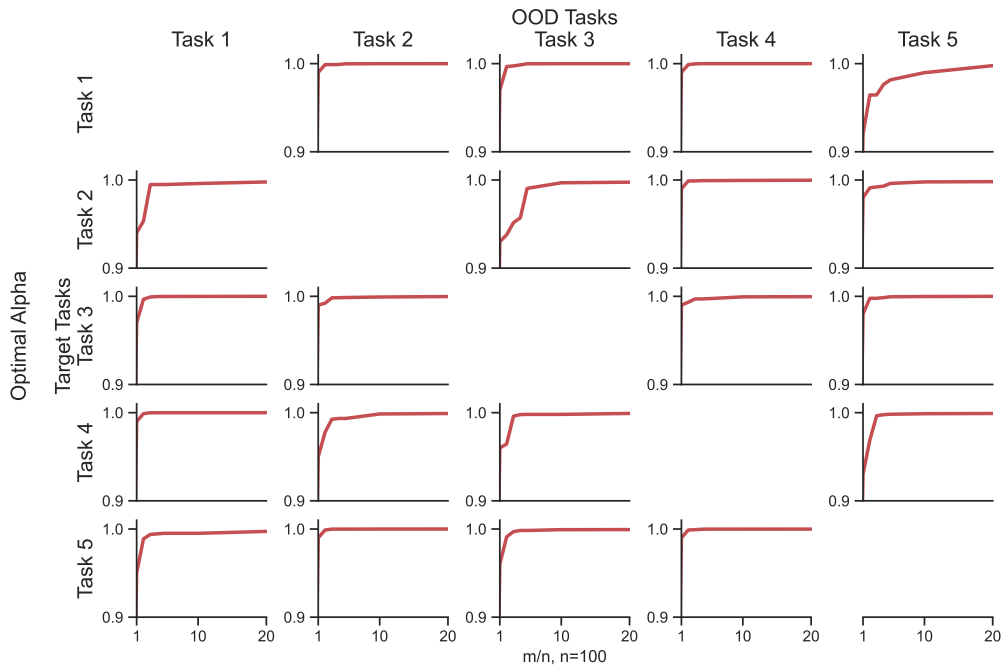 OOD Tasks
Task 1 Task 2 Task 3 Task 4 Task 5
Optimal Alpha
Target Tasks
Task 1
1.0 1.0 1.0 1.0
0.9 0.9 0.9 0.9
Task 2
1.0 1.0 1.0 1.0
0.9 0.9 0.9 0.9
Task 3
1.0 1.0 1.0 1.0
0.9 0.9 0.9 0.9
Task 4
1.0 1.0 1.0 1.0
0.9 0.9 0.9 0.9
Task 5
1.0 1.0 1.0 1.0
0.9 0.9 0.9 0.9
1 10 20 1 10 20 1 10 20 1 10 20 1 10 20
m/n, n=100